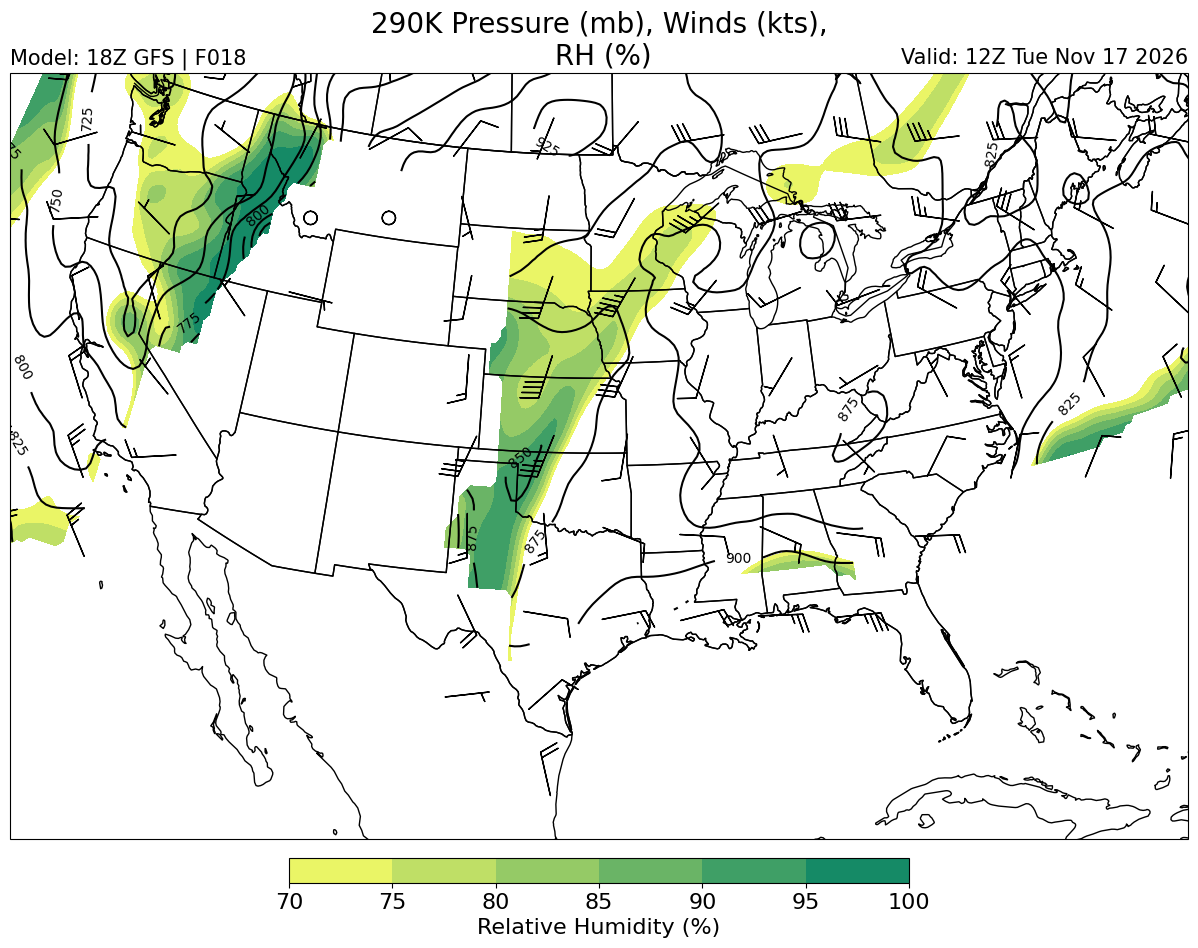 290K Pressure (mb), Winds (kts),
RH (%)
Model: 18Z GFS | F018
Valid: 12Z Tue Nov 17 2026
725
925
825
750
800
775
800
825
825
875
850
875
875
900
70 75 80 85 90 95 100
Relative Humidity (%)